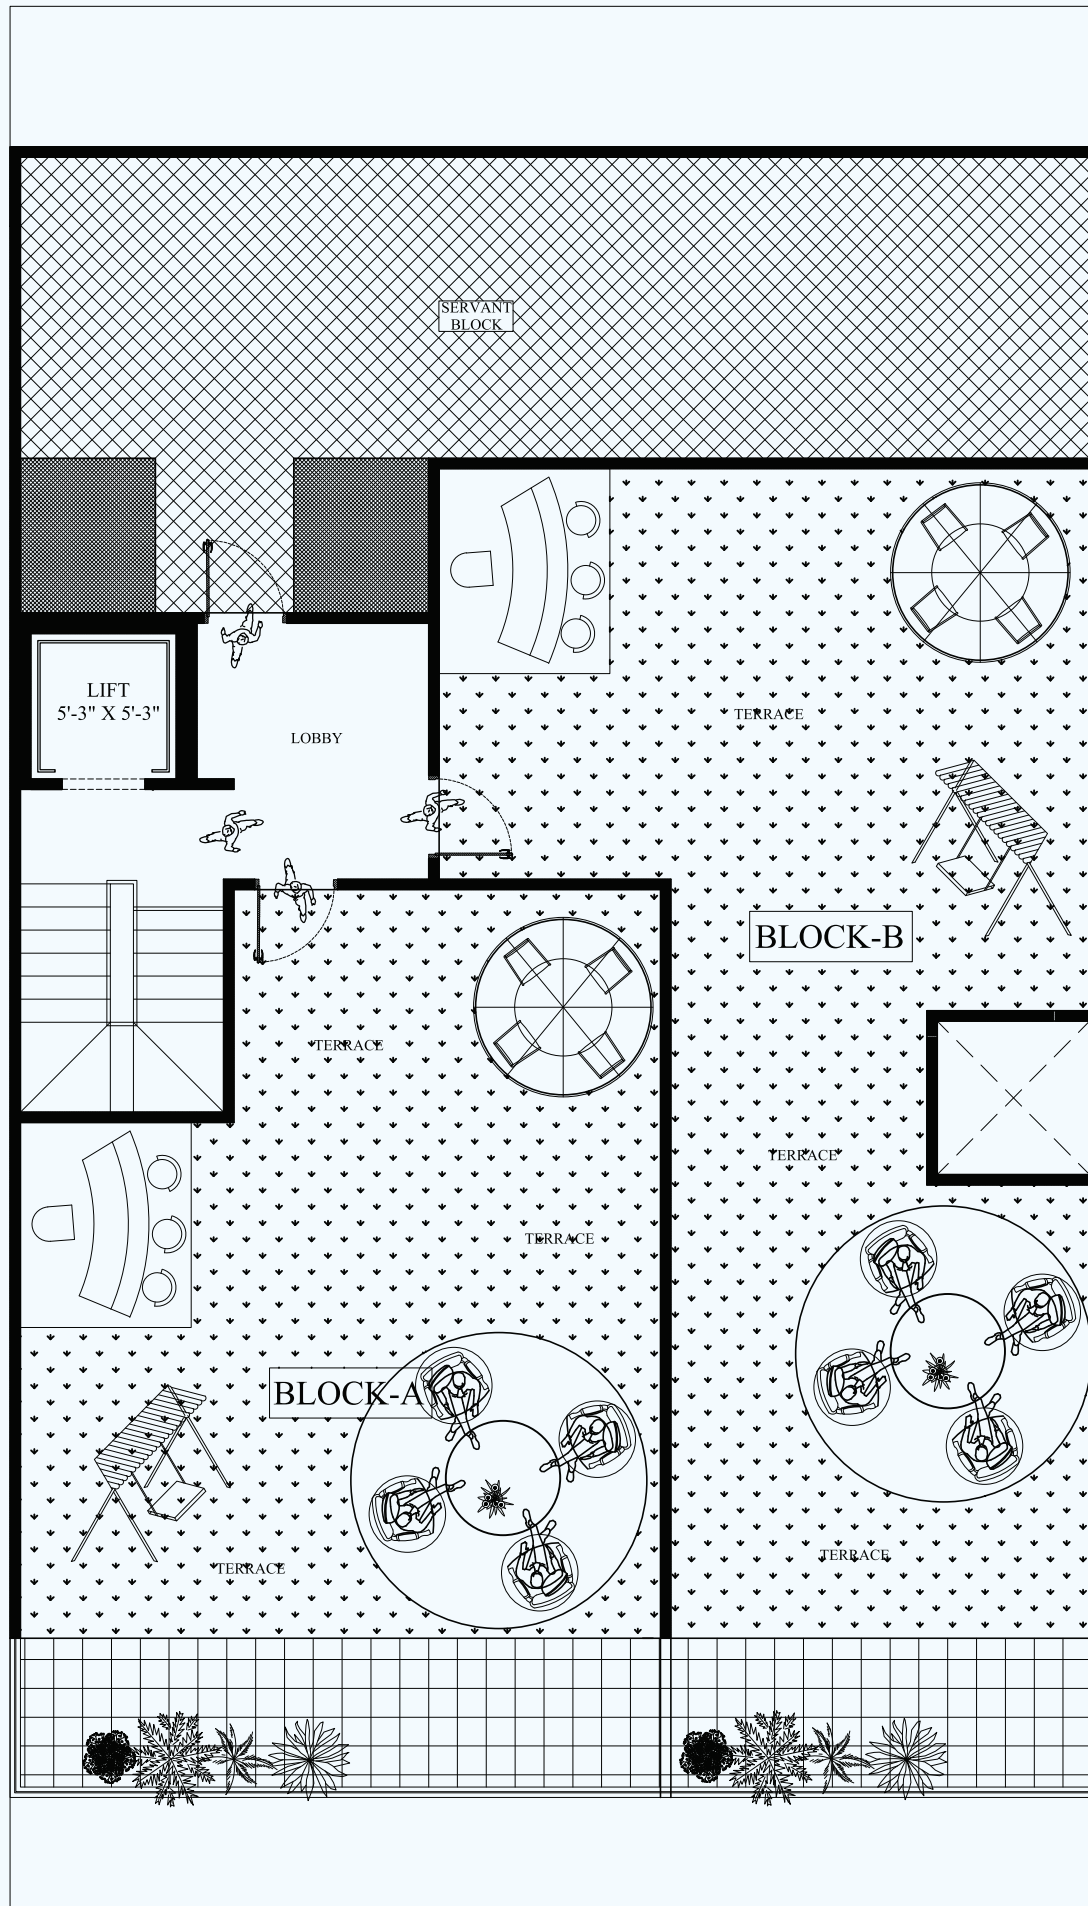 SERVANT
BLOCK
LIFT
5'-3" X 5'-3"
LOBBY
TERRACE
BLOCK-B
TERRACE
TERRACE
TERRACE
BLOCK-A
TERRACE
TERRACE